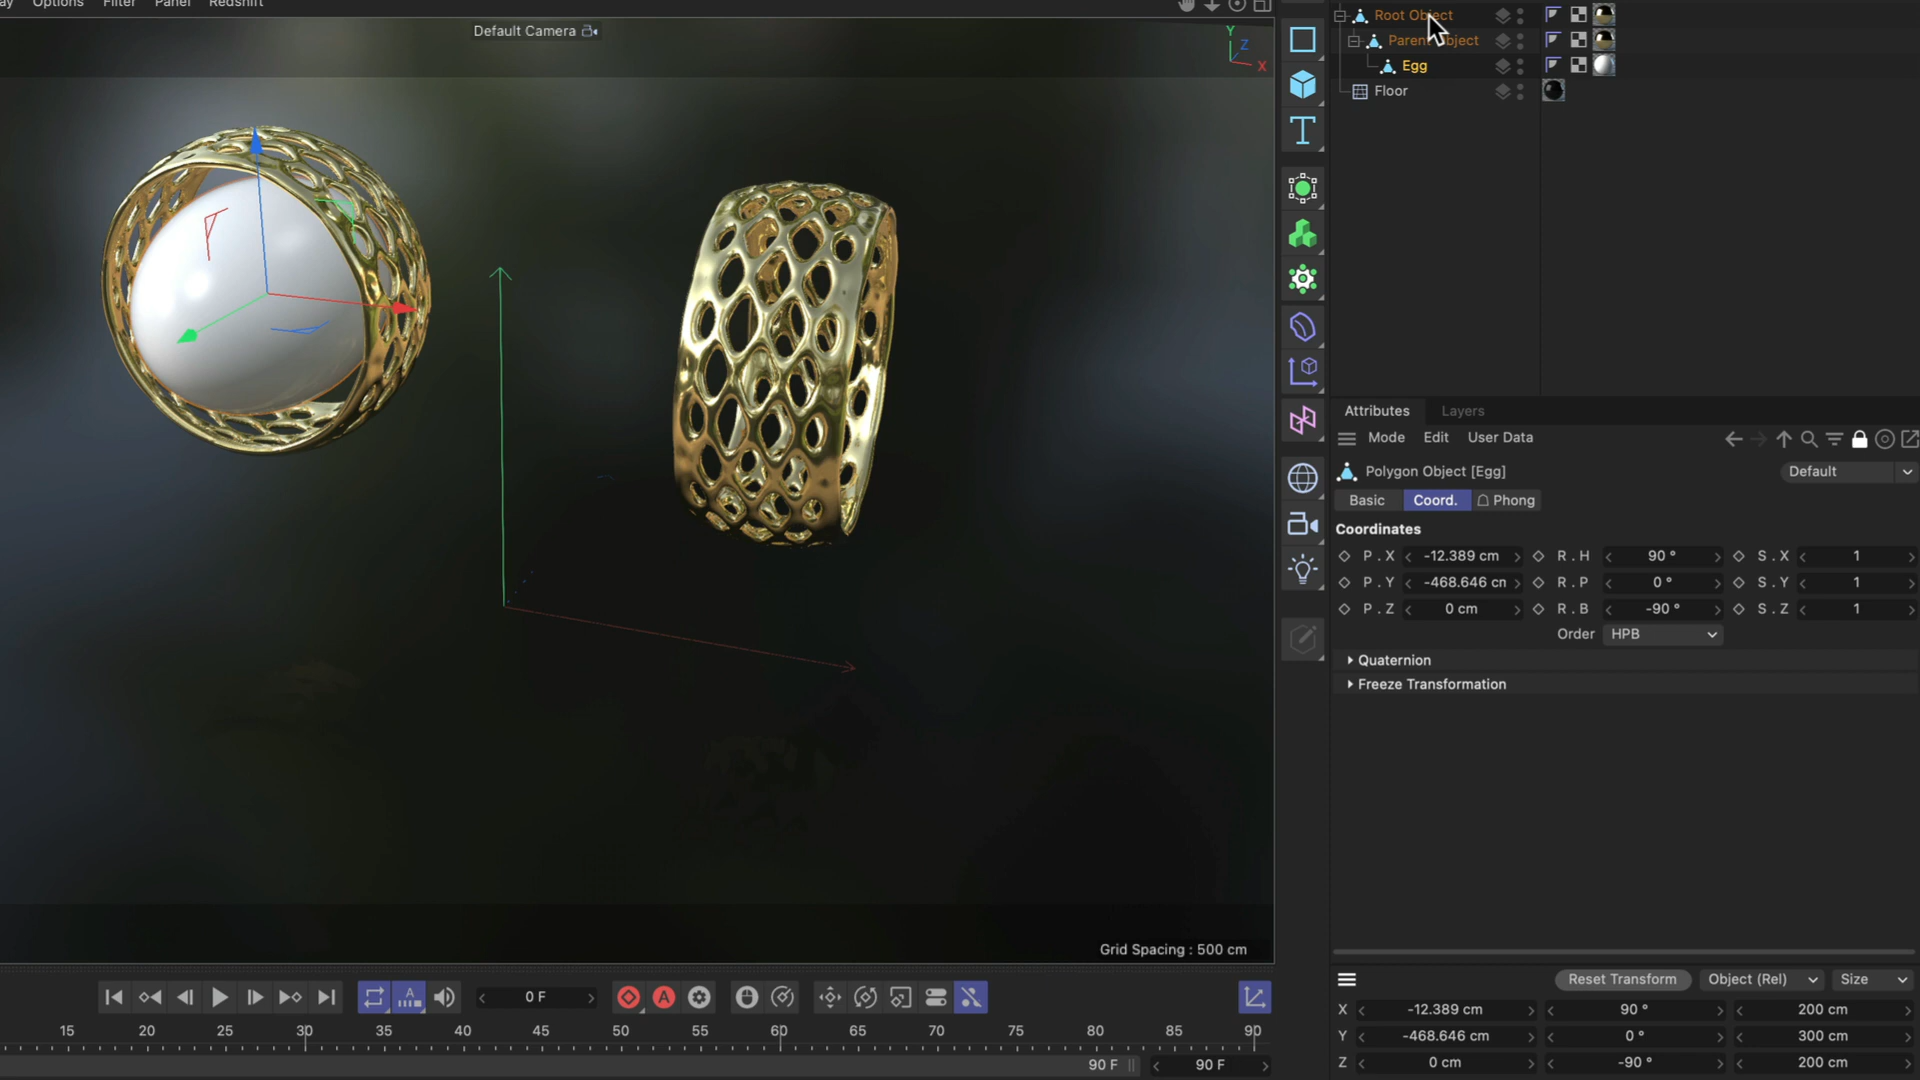 ay Options Filter Panel Redshift
Default Camera
Y
Z
X
Grid Spacing : 500 cm
Root Object
Parent Object
Egg
Floor
Attributes Layers
Mode Edit User Data
Polygon Object [Egg] Default
Basic Coord. Phong
Coordinates
P . X -12.389 cm R . H 90 ° S . X 1
P . Y -468.646 cm R . P 0 ° S . Y 1
P . Z 0 cm R . B -90 ° S . Z 1
Order HPB
Quaternion
Freeze Transformation
A A 0 F
15 20 25 30 35 40 45 50 55 60 65 70 75 80 85 90
90 F 90 F
Reset Transform Object (Rel) Size
X -12.389 cm 90 ° 200 cm
Y -468.646 cm 0 ° 300 cm
Z 0 cm -90 ° 200 cm